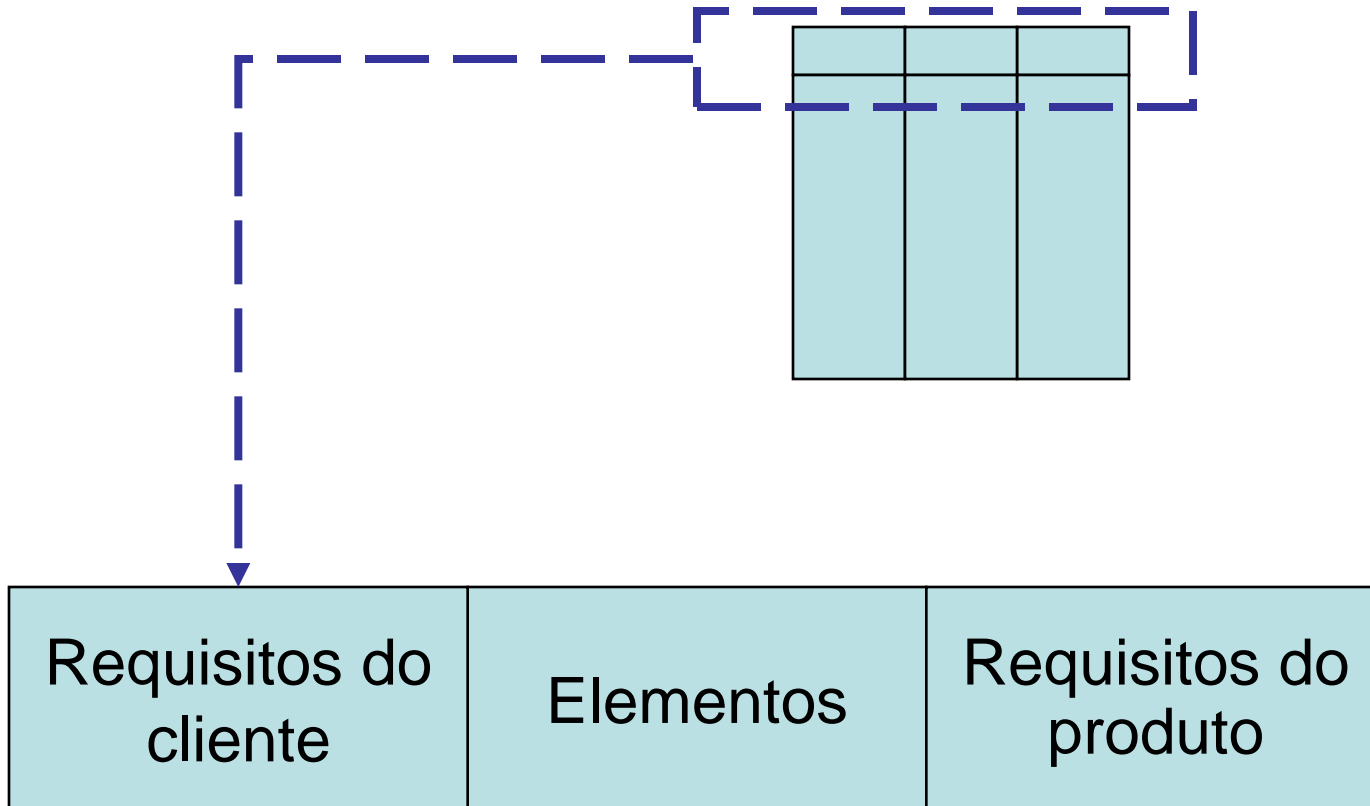 Requisitos do
cliente
Elementos
Requisitos do
produto